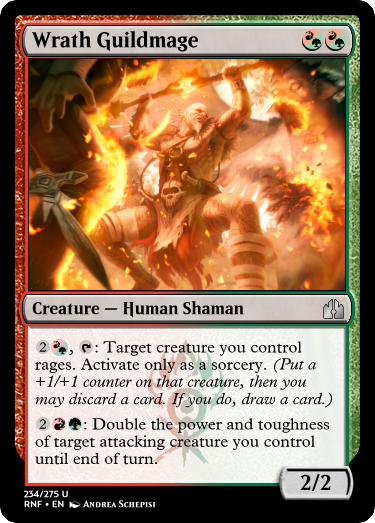 Wrath Guildmage
Creature — Human Shaman
2, : Target creature you control
rages. Activate only as a sorcery. (Put a
+1/+1 counter on that creature, then you
may discard a card. If you do, draw a card.)
2: Double the power and toughness
of target attacking creature you control
until end of turn.
2/2
234/275 U
RNF • EN Andrea Schepisi